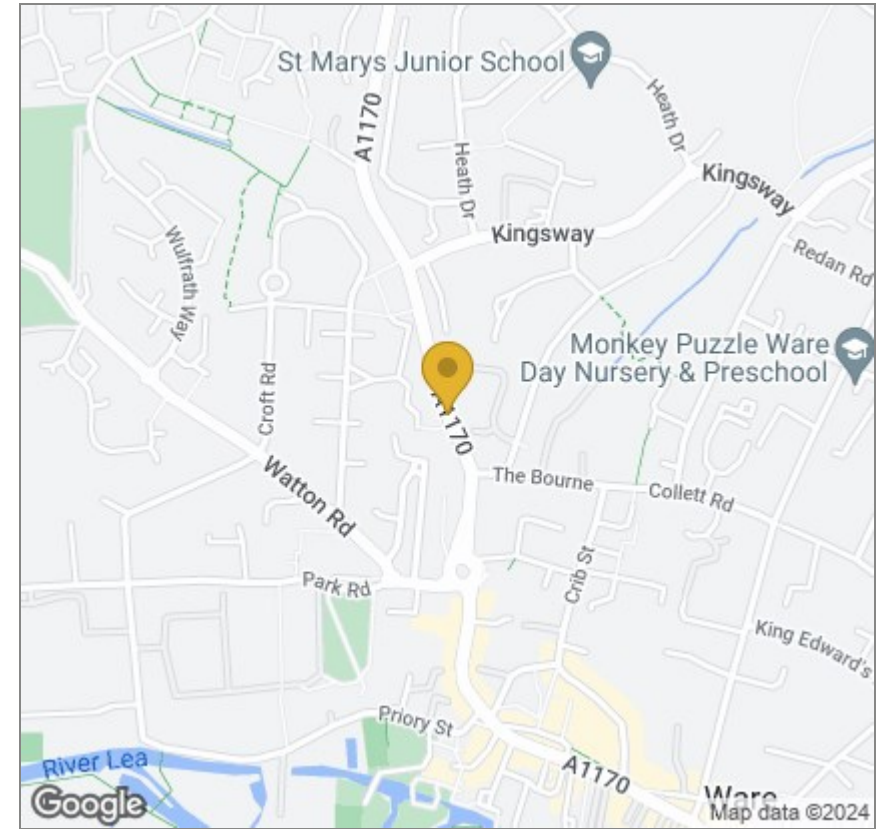 St Marys Junior School
A1170
Heath Dr
Heath Dr
Kingsway
Kingsway
Wulfrath Way
Redan Rd
Monkey Puzzle Ware
Day Nursery & Preschool
Croft Rd
A1170
The Bourne
Collett Rd
Watton Rd
Crib St
Park Rd
King Edward's
Priory St
River Lea
A1170
Ware
Google
Map data ©2024